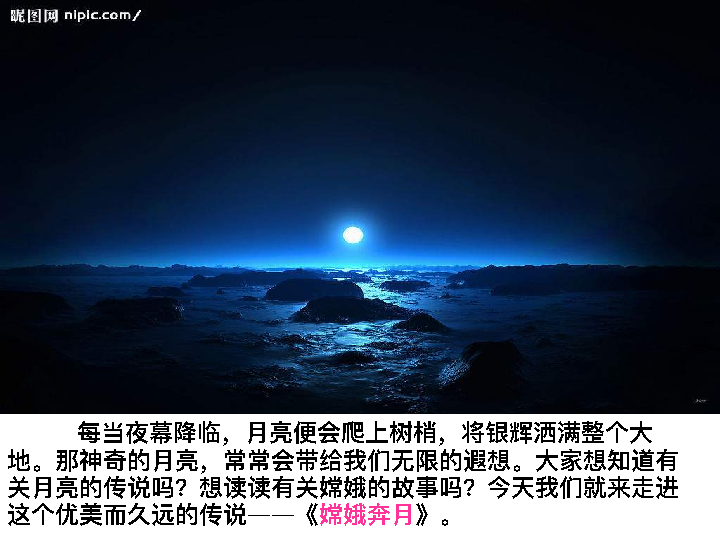 昵图网 nipic.com/
每当夜幕降临，月亮便会爬上树梢，将银辉洒满整个大
地。那神奇的月亮，常常会带给我们无限的遐想。大家想知道有
关月亮的传说吗？想读读有关嫦娥的故事吗？今天我们就来走进
这个优美而久远的传说——《嫦娥奔月》。